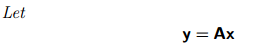 Let
y = Ax